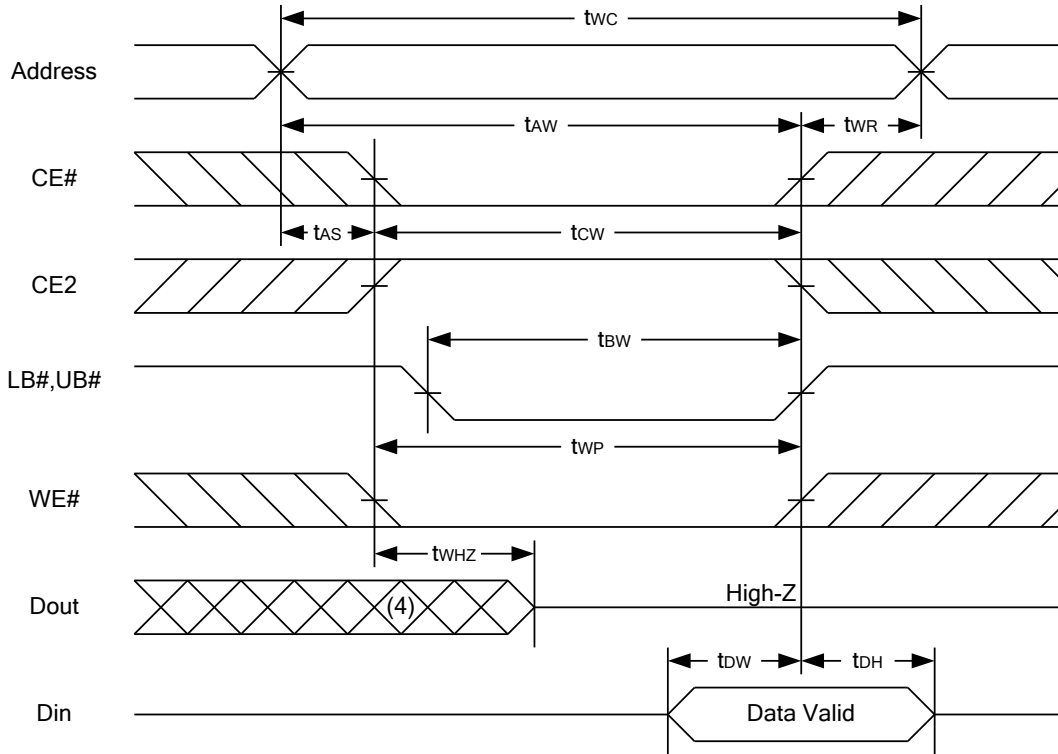 tWC
Address
tAW
tWR
CE#
tAS
tCW
CE2
tBW
LB#,UB#
tWP
WE#
tWHZ
Dout
(4)
High-Z
tDW
tDH
Din
Data Valid